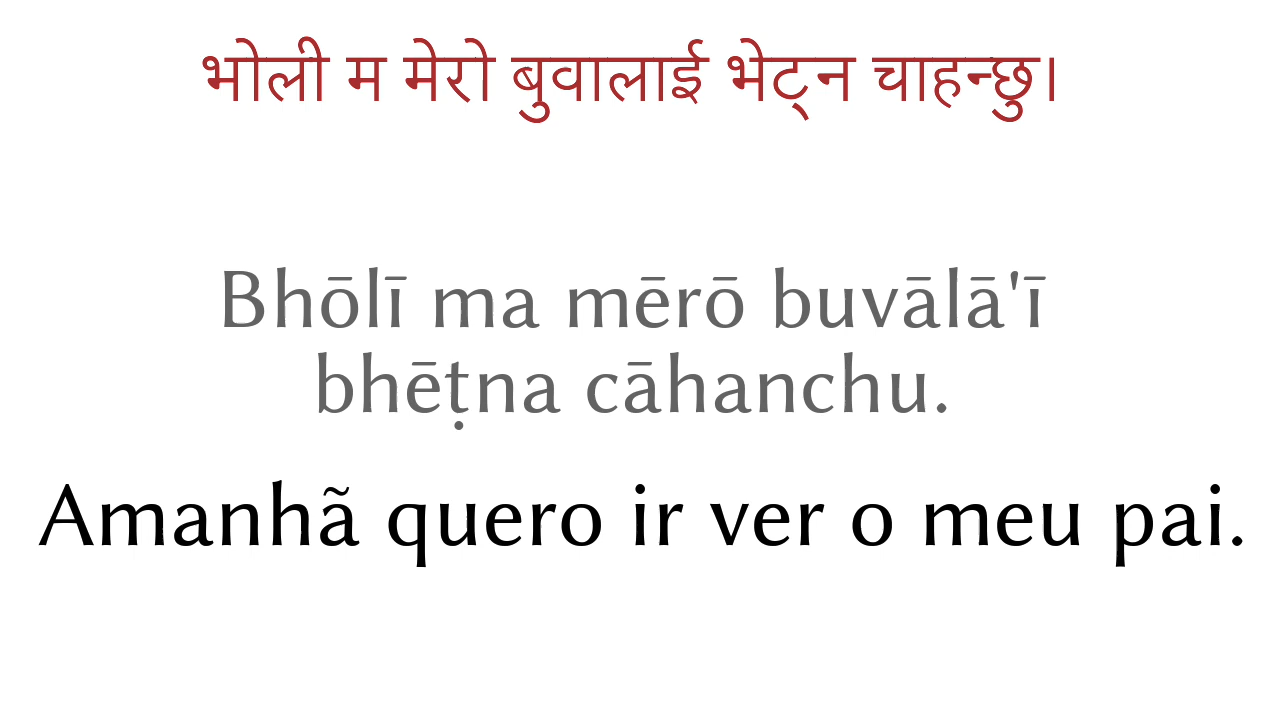 भोली म मेरो बुवालाई भेट्न चाहन्छु।
Bhōlī ma mērō buvālā'ī
bhēṭna cāhanchu.
Amanhã quero ir ver o meu pai.